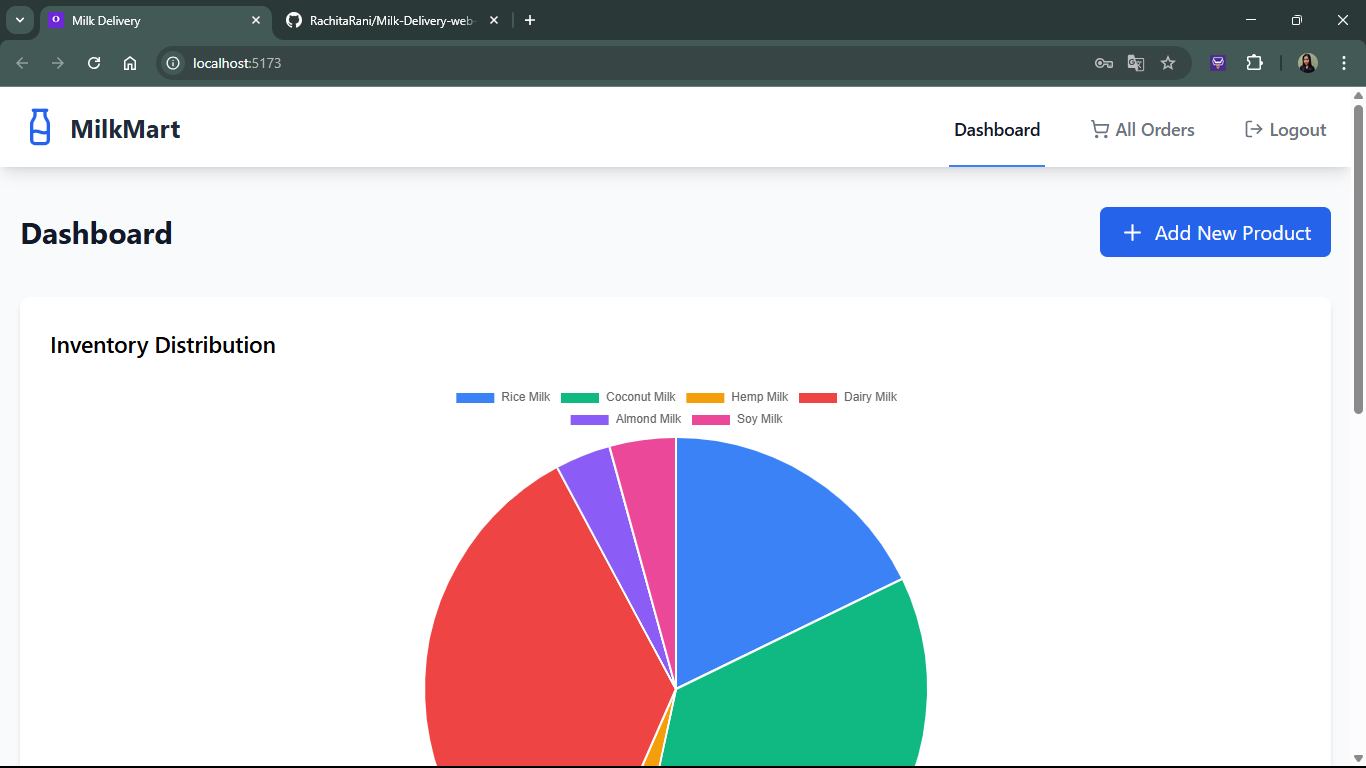 Milk Delivery
RachitaRani/Milk-Delivery-web-
localhost:5173
MilkMart
Dashboard
All Orders
Logout
Dashboard
Add New Product
Inventory Distribution
Rice Milk Coconut Milk Hemp Milk Dairy Milk
Almond Milk Soy Milk